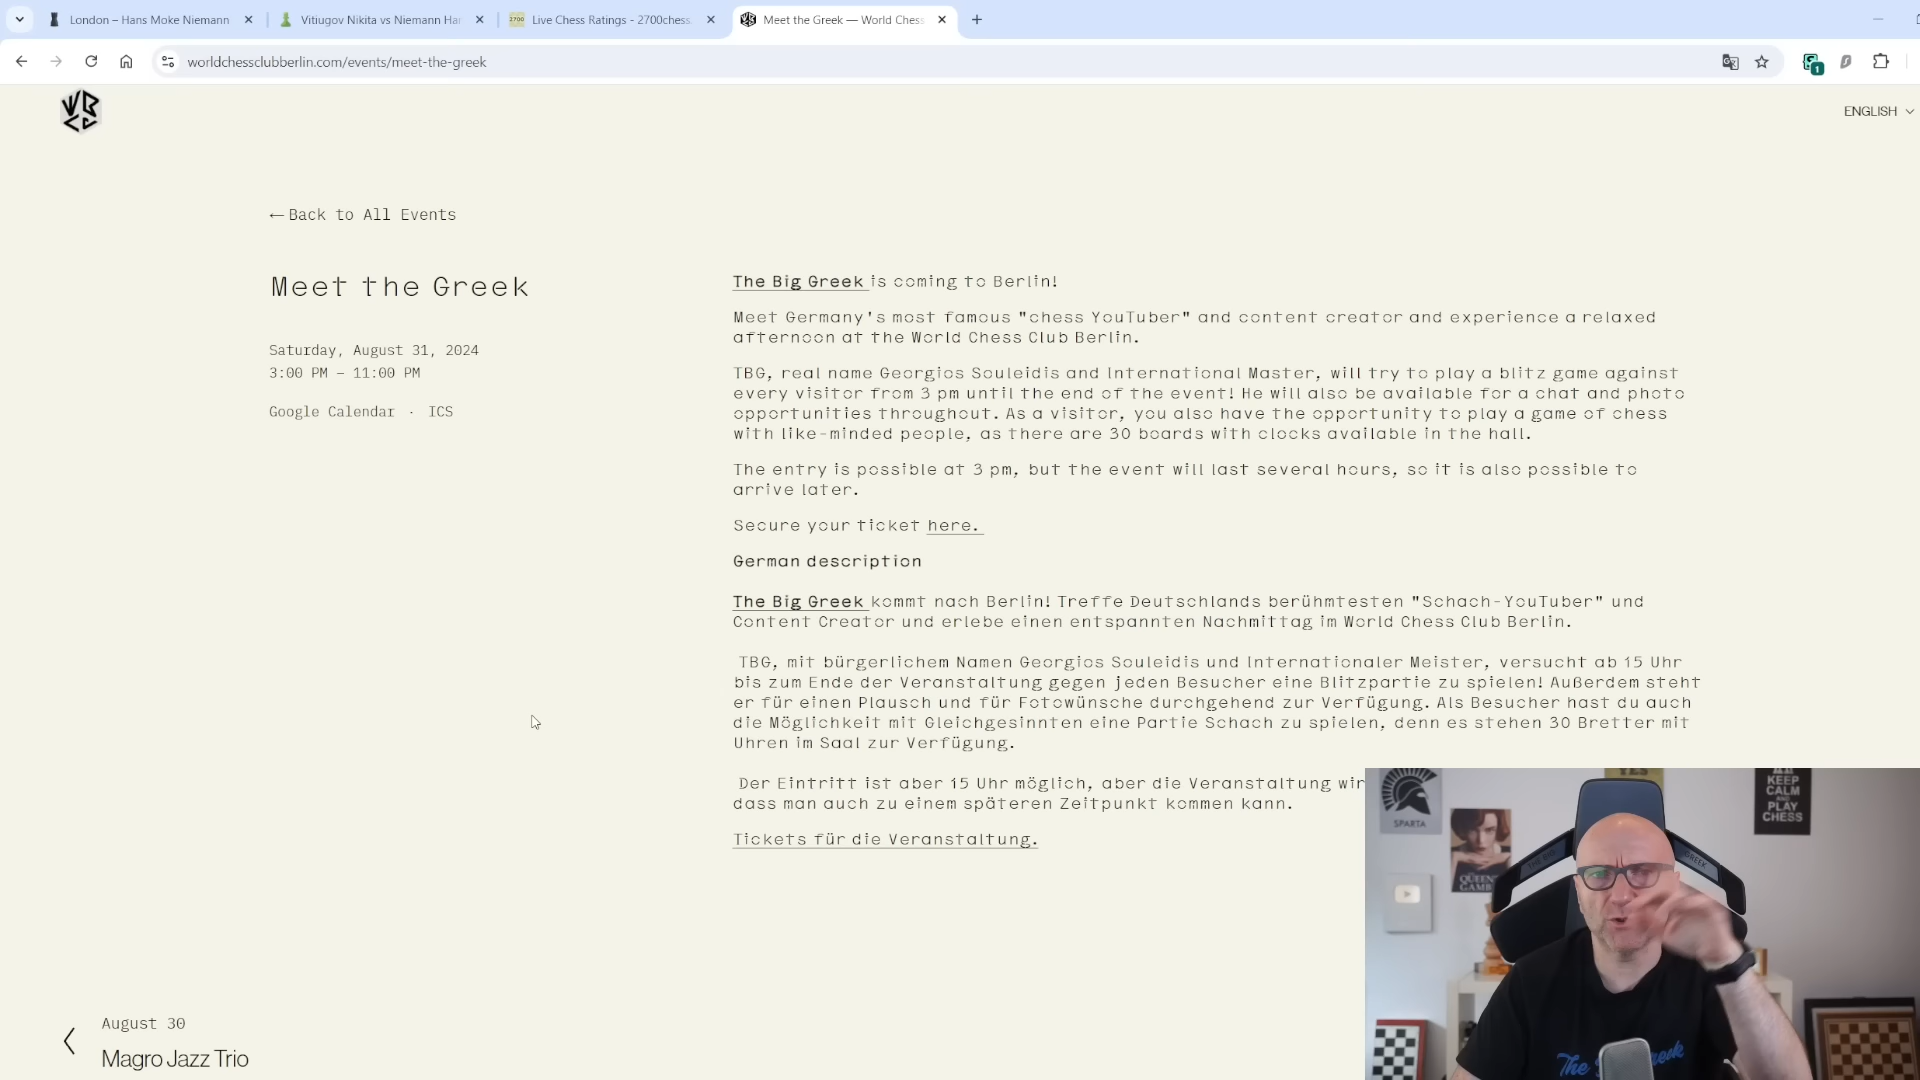 London – Hans Moke Niemann
Vitiugov Nikita vs Niemann Ha
2700
Live Chess Ratings - 2700chess.
Meet the Greek — World Chess
worldchessclubberlin.com/events/meet-the-greek
1
ENGLISH
← Back to All Events
Meet the Greek
Saturday, August 31, 2024
3:00 PM – 11:00 PM
Google Calendar · ICS
The Big Greek is coming to Berlin!
Meet Germany's most famous "chess YouTuber" and content creator and experience a relaxed
afternoon at the World Chess Club Berlin.
TBG, real name Georgios Souleidis and International Master, will try to play a blitz game against
every visitor from 3 pm until the end of the event! He will also be available for a chat and photo
opportunities throughout. As a visitor, you also have the opportunity to play a game of chess
with like-minded people, as there are 30 boards with clocks available in the hall.
The entry is possible at 3 pm, but the event will last several hours, so it is also possible to
arrive later.
Secure your ticket here.
German description
The Big Greek kommt nach Berlin! Treffe Deutschlands berühmtesten "Schach-YouTuber" und
Content Creator und erlebe einen entspannten Nachmittag im World Chess Club Berlin.
TBG, mit bürgerlichem Namen Georgios Souleidis und Internationaler Meister, versucht ab 15 Uhr
bis zum Ende der Veranstaltung gegen jeden Besucher eine Blitzpartie zu spielen! Außerdem steht
er für einen Plausch und für Fotowünsche durchgehend zur Verfügung. Als Besucher hast du auch
die Möglichkeit mit Gleichgesinnten eine Partie Schach zu spielen, denn es stehen 30 Bretter mit
Uhren im Saal zur Verfügung.
Der Eintritt ist aber 15 Uhr möglich, aber die Veranstaltung wir
dass man auch zu einem späteren Zeitpunkt kommen kann.
Tickets für die Veranstaltung.
August 30
Magro Jazz Trio
SPARTA
YES
KEEP
CALM
AND
PLAY
CHESS
QUEEN'
GAMB
GREEK
The